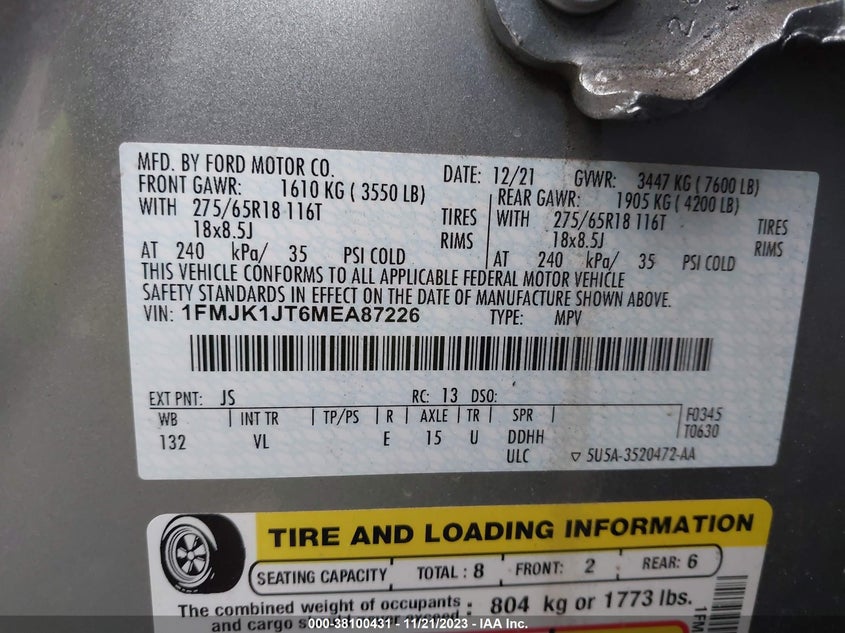 MFD. BY FORD MOTOR CO. DATE: 12/21 GVWR: 3447 KG ( 7600 LB)
FRONT GAWR: 1610 KG ( 3550 LB) REAR GAWR: 1905 KG ( 4200 LB)
WITH 275/65R18 116T TIRES WITH 275/65R18 116T TIRES
18x8.5J RIMS 18x8.5J RIMS
AT 240 kPa/ 35 PSI COLD AT 240 kPa/ 35 PSI COLD
THIS VEHICLE CONFORMS TO ALL APPLICABLE FEDERAL MOTOR VEHICLE
SAFETY STANDARDS IN EFFECT ON THE DATE OF MANUFACTURE SHOWN ABOVE.
VIN: 1FMJK1JT6MEA87226 TYPE: MPV
EXT PNT: JS RC: 13 DSO:
WB INT TR TP/PS R AXLE TR SPR F0345
132 VL E 15 U DDHH T0630
ULC ▽ 5U5A-3520472-AA
TIRE AND LOADING INFORMATION
SEATING CAPACITY TOTAL : 8 FRONT: 2 REAR: 6
The combined weight of occupants : 804 kg or 1773 lbs.
and cargo
000-38100431 - 11/21/2023 - IAA Inc.
1FM